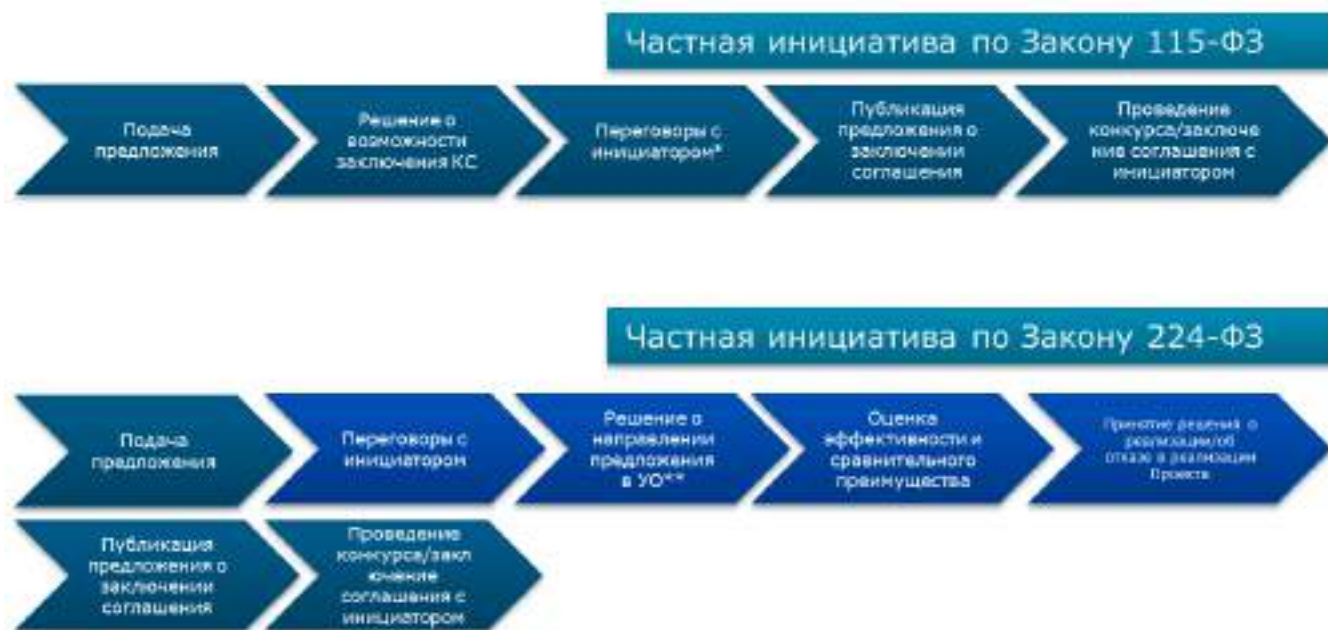 Частная инициатива по Закону 115-ФЗ
Подача
предложения
Решение о
возможности
заключения КС
Переговоры с
инициатором*
Публикация
предложения о
заключении
соглашения
Проведение
конкурса/заключе
ние соглашения с
инициатором
Частная инициатива по Закону 224-ФЗ
Подача
предложения
Переговоры с
инициатором
Решение о
направлении
предложения
в УО**
Оценка
эффективности и
сравнительного
преимущества
Принятие решения о
реализации/об
отказе в реализации
Проекта
Публикация
предложения о
заключении
соглашения
Проведение
конкурса/закл
ючение
соглашения с
инициатором